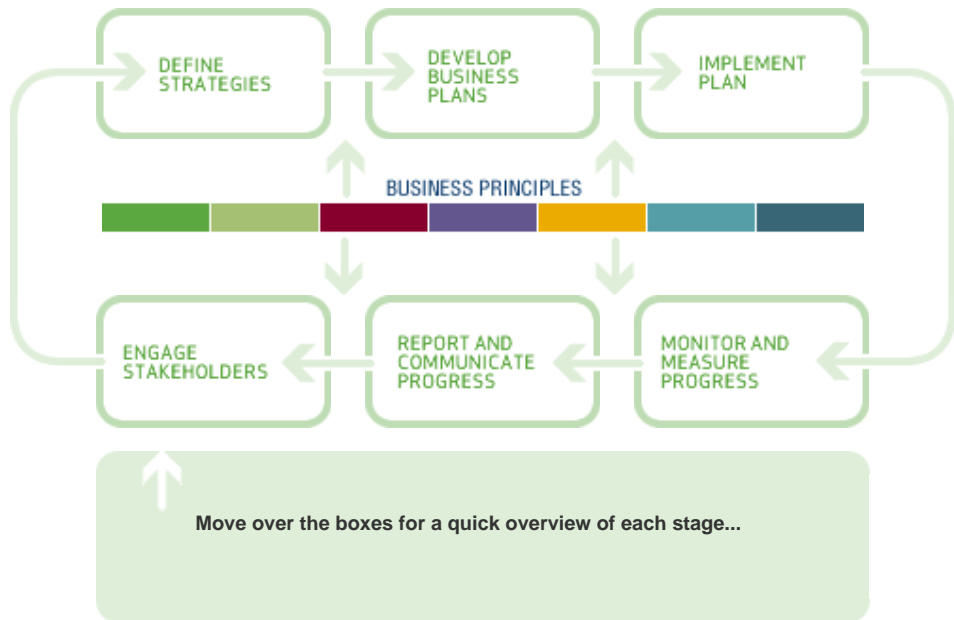 DEFINE
STRATEGIES
DEVELOP
BUSINESS
PLANS
IMPLEMENT
PLAN
BUSINESS PRINCIPLES
ENGAGE
STAKEHOLDERS
REPORT AND
COMMUNICATE
PROGRESS
MONITOR AND
MEASURE
PROGRESS
Move over the boxes for a quick overview of each stage...